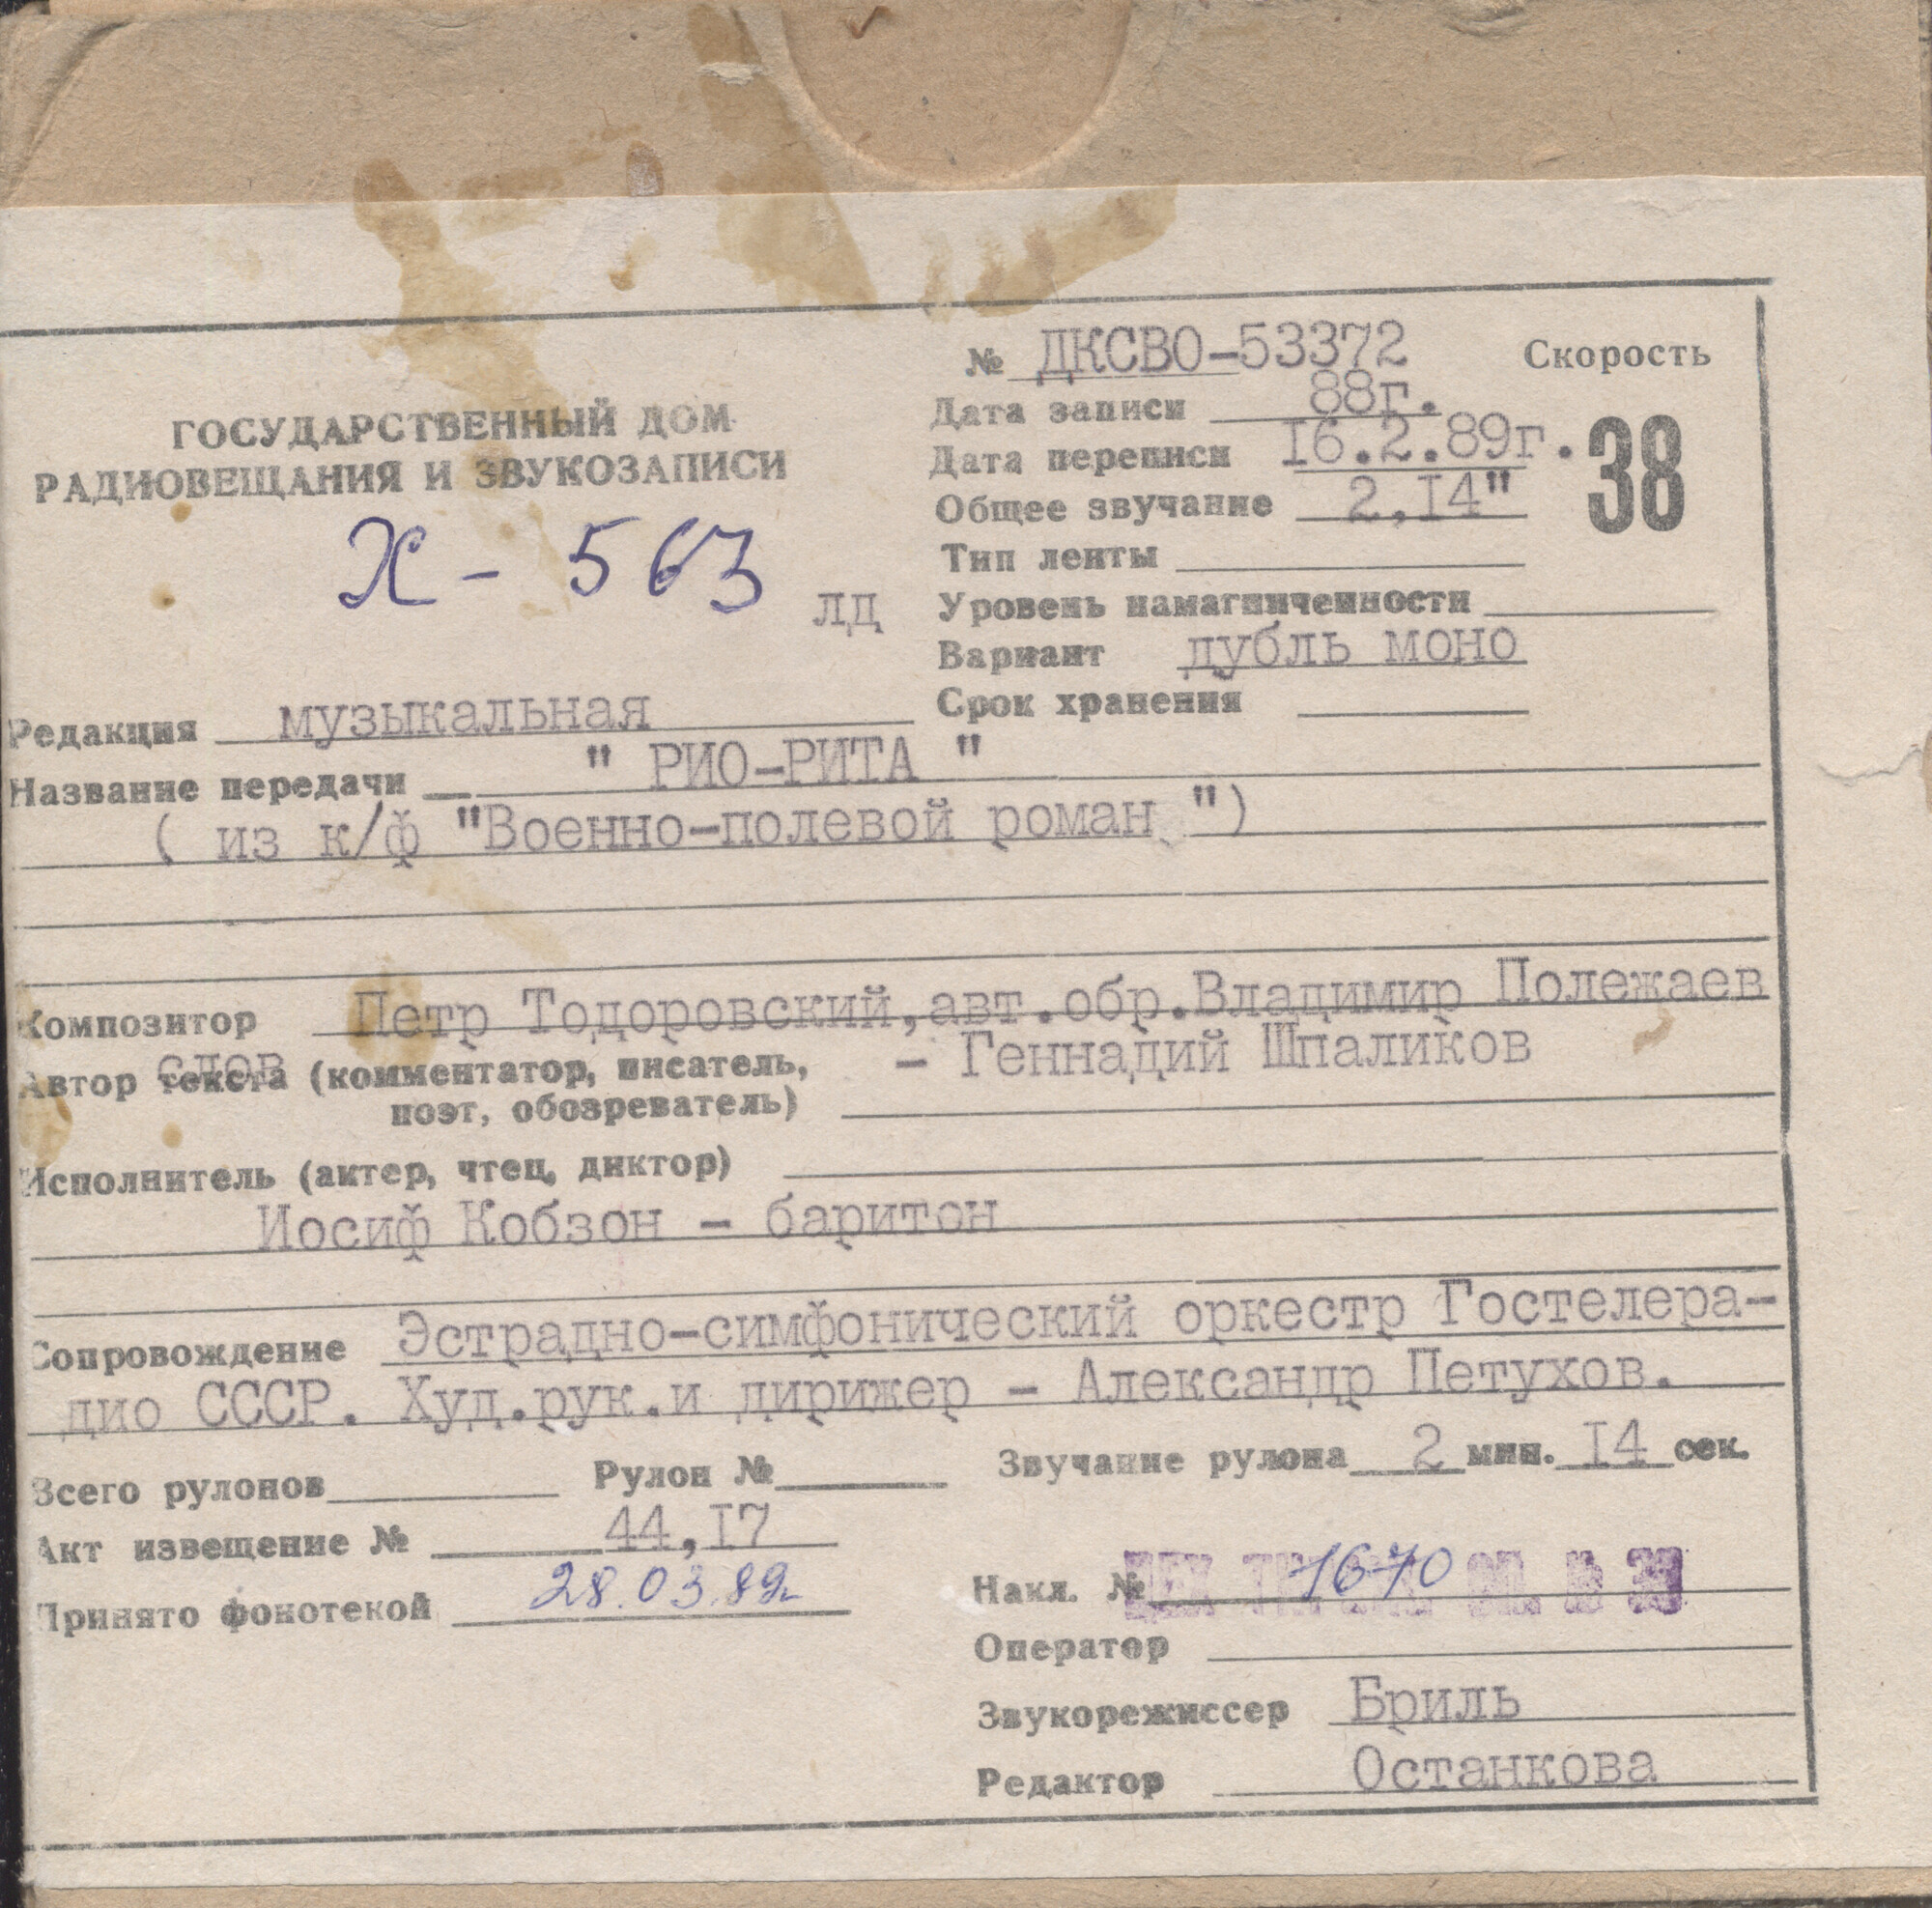 № ДКСВО-53372
Скорость
Дата записи 88г.
ГОСУДАРСТВЕННЫЙ ДОМ
РАДИОВЕЩАНИЯ И ЗВУКОЗАПИСИ
Дата переписи 16.2.89г.
38
Общее звучание 2,14"
Х - 563
Тип ленты
лд
Уровень намагниченности
Вариант дубль моно
Срок хранения
Редакция музыкальная
Название передачи " РИО-РИТА "
( из к/ф "Военно-полевой роман ")
Композитор Петр Тодоровский,авт.обр.Владимир Полежаев
слов
Автор текста (комментатор, писатель, - Геннадий Шпаликов
поэт, обозреватель)
Исполнитель (актер, чтец, диктор)
Иосиф Кобзон - баритон
Сопровождение Эстрадно-симфонический оркестр Гостелера-
дио СССР. Худ.рук.и дирижер - Александр Петухов.
Всего рулонов Рулон № Звучание рулона 2 мин. 14 сек.
Акт извещение № 44,17
Принято фонотекой 28.03.89г
Накл. № 1670
Оператор
Звукорежиссер Бриль
Редактор Останкова